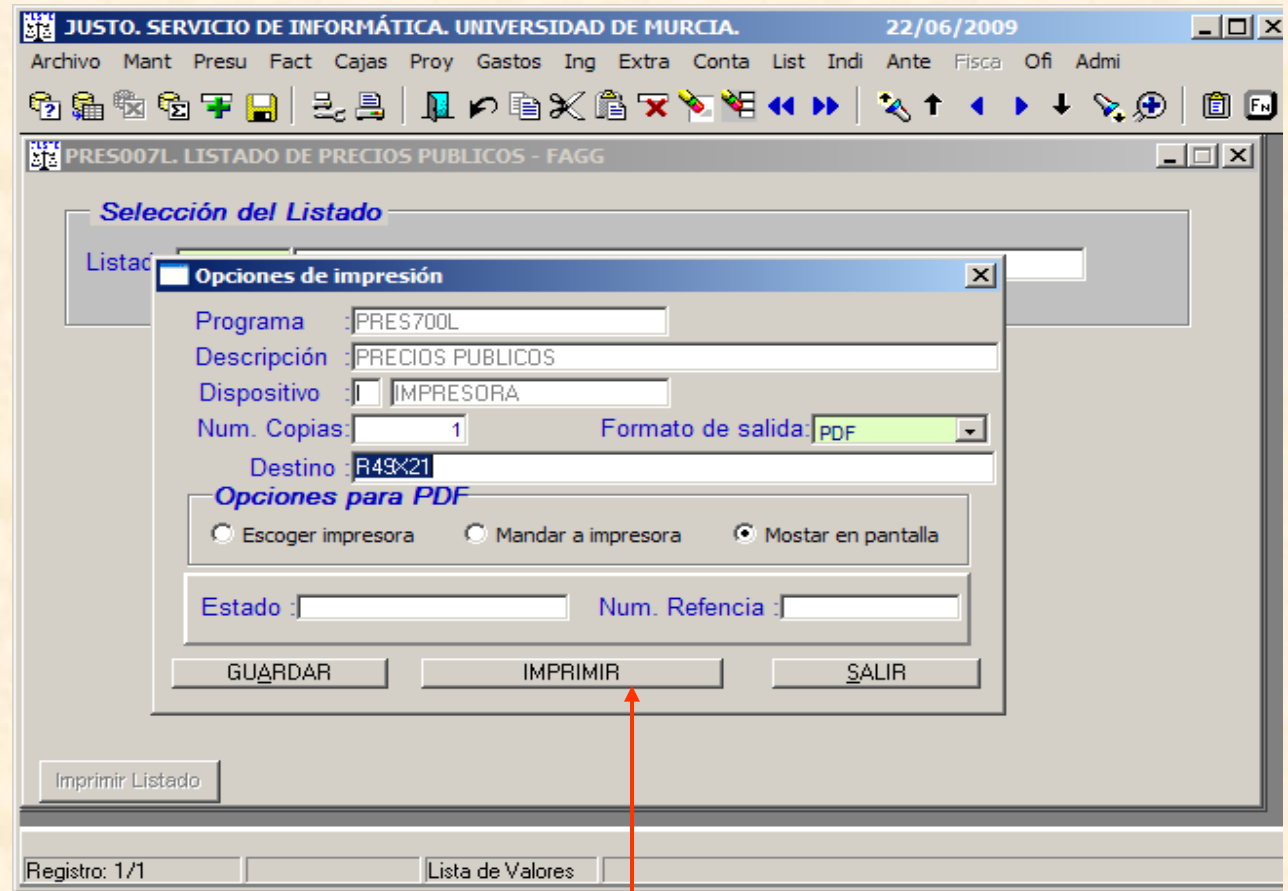 JUSTO. SERVICIO DE INFORMÁTICA. UNIVERSIDAD DE MURCIA. 22/06/2009
Archivo Mant Presu Fact Cajas Proy Gastos Ing Extra Conta List Indi Ante Fisca Ofi Admi
PRES007L. LISTADO DE PRECIOS PUBLICOS - FAGG
Selección del Listado
Listad
Opciones de impresión
Programa :PRES700L
Descripción :PRECIOS PUBLICOS
Dispositivo :I IMPRESORA
Num. Copias: 1 Formato de salida: PDF
Destino :R49X21
Opciones para PDF
Escoger impresora Mandar a impresora Mostar en pantalla
Estado : Num. Refencia :
GUARDAR IMPRIMIR SALIR
Imprimir Listado
Registro: 1/1 Lista de Valores